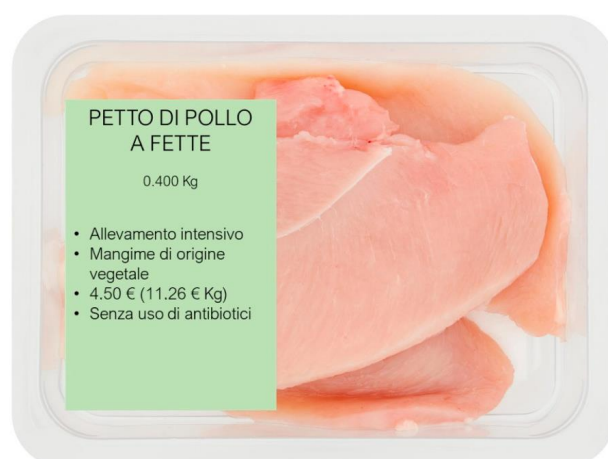 PETTO DI POLLO
A FETTE
0.400 Kg
• Allevamento intensivo
• Mangime di origine
vegetale
• 4.50 € (11.26 € Kg)
• Senza uso di antibiotici